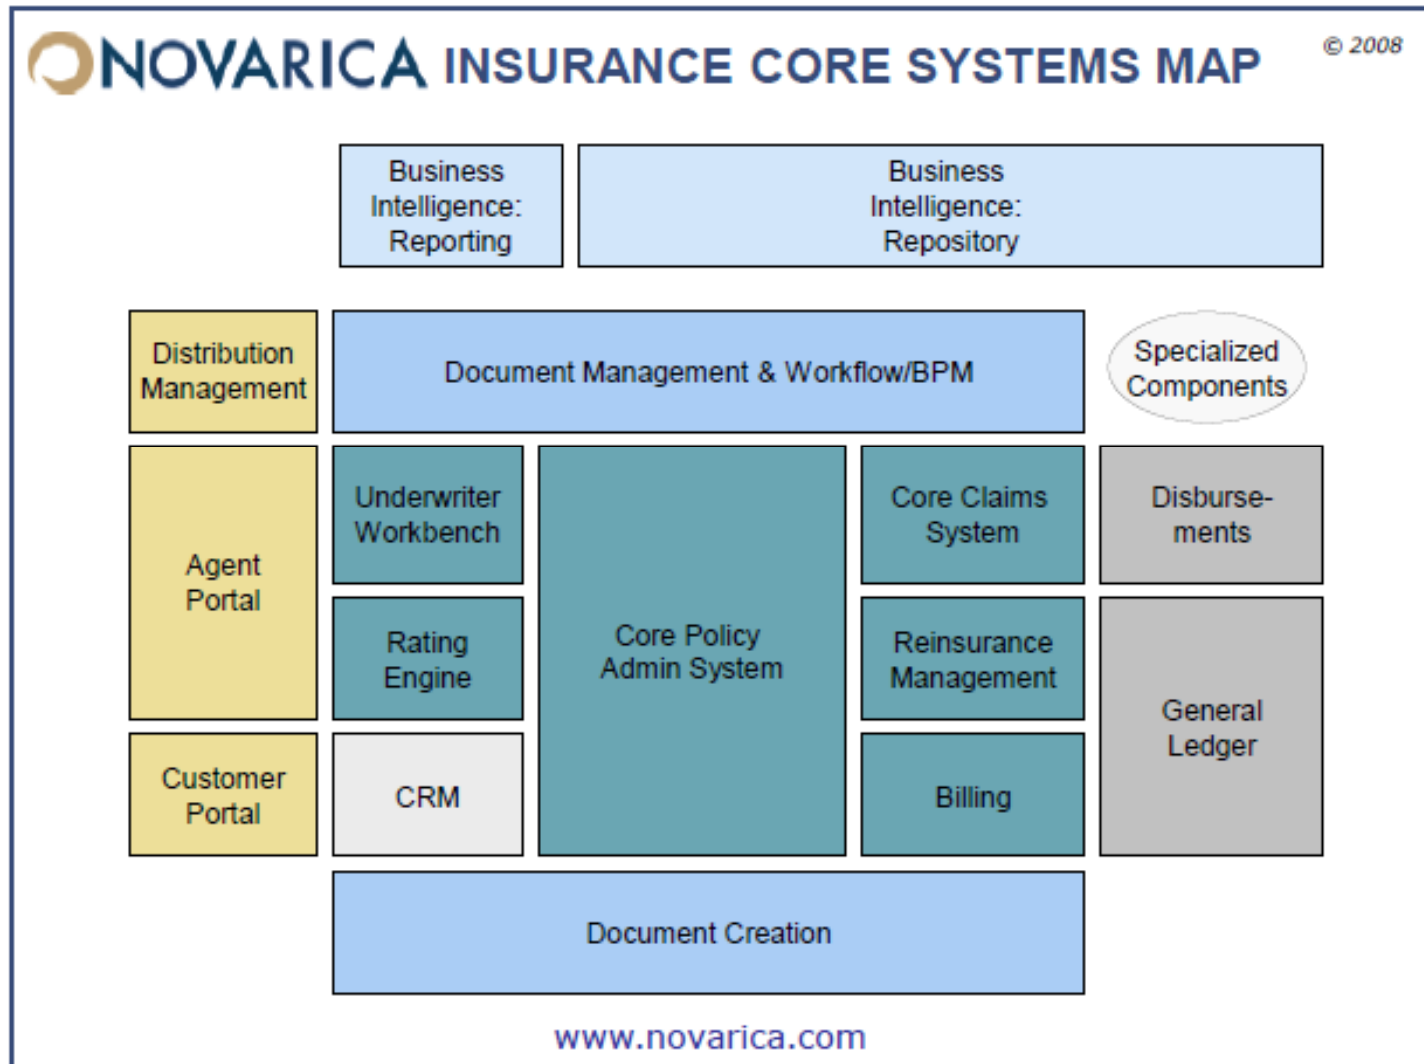 NOVARICA INSURANCE CORE SYSTEMS MAP
© 2008
Business
Intelligence:
Reporting
Business
Intelligence:
Repository
Distribution
Management
Document Management & Workflow/BPM
Specialized
Components
Agent
Portal
Underwriter
Workbench
Core Policy
Admin System
Core Claims
System
Disburse-
ments
Rating
Engine
Reinsurance
Management
General
Ledger
Customer
Portal
CRM
Billing
Document Creation
www.novarica.com